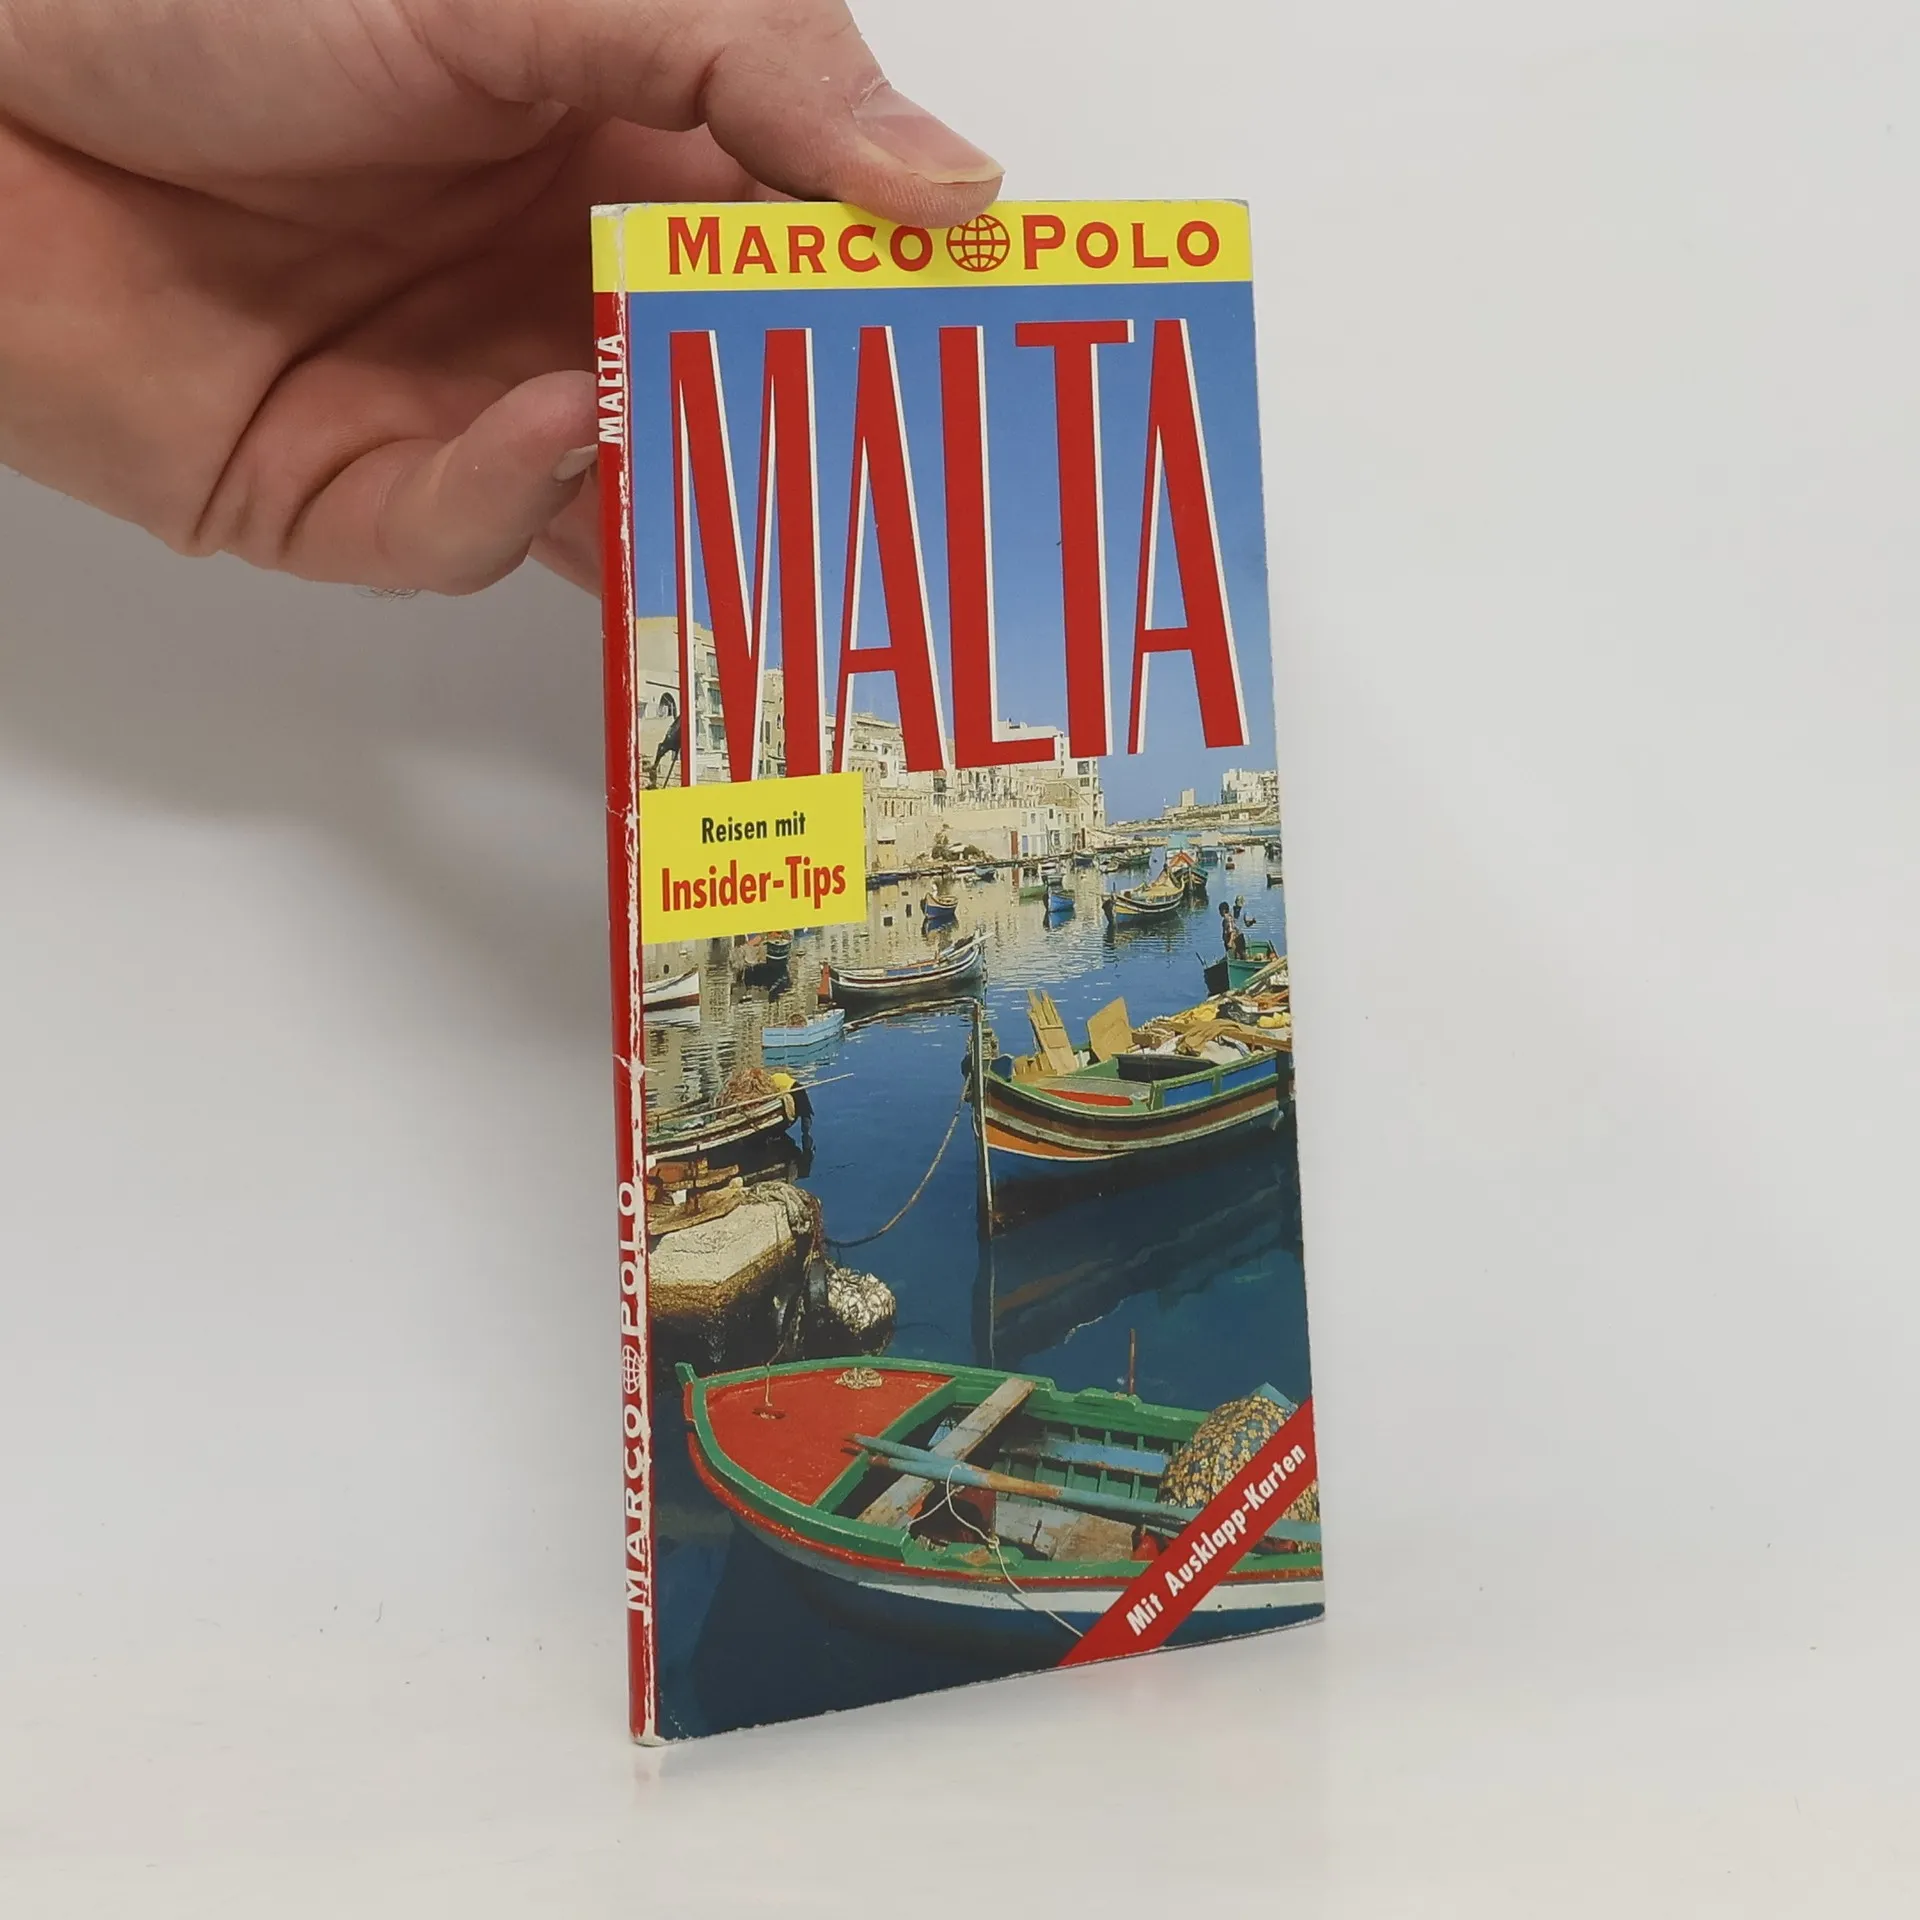 MARCO POLO
MALTA
Reisen mit
Insider-Tips
Mit Ausklapp-Karten
MALTA
MARCO POLO